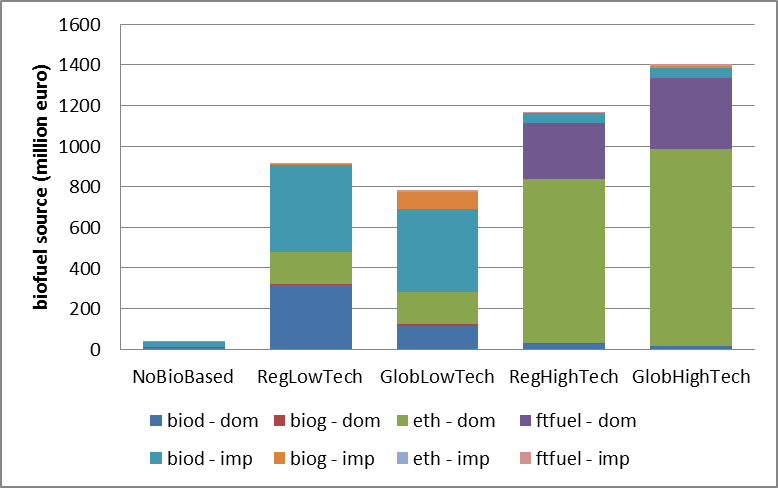 1600
1400
1200
1000
800
600
400
200
0
biofuel source (million euro)
NoBioBased RegLowTech GlobLowTech RegHighTech GlobHighTech
biod - dom biog - dom eth - dom ftfuel - dom
biod - imp biog - imp eth - imp ftfuel - imp